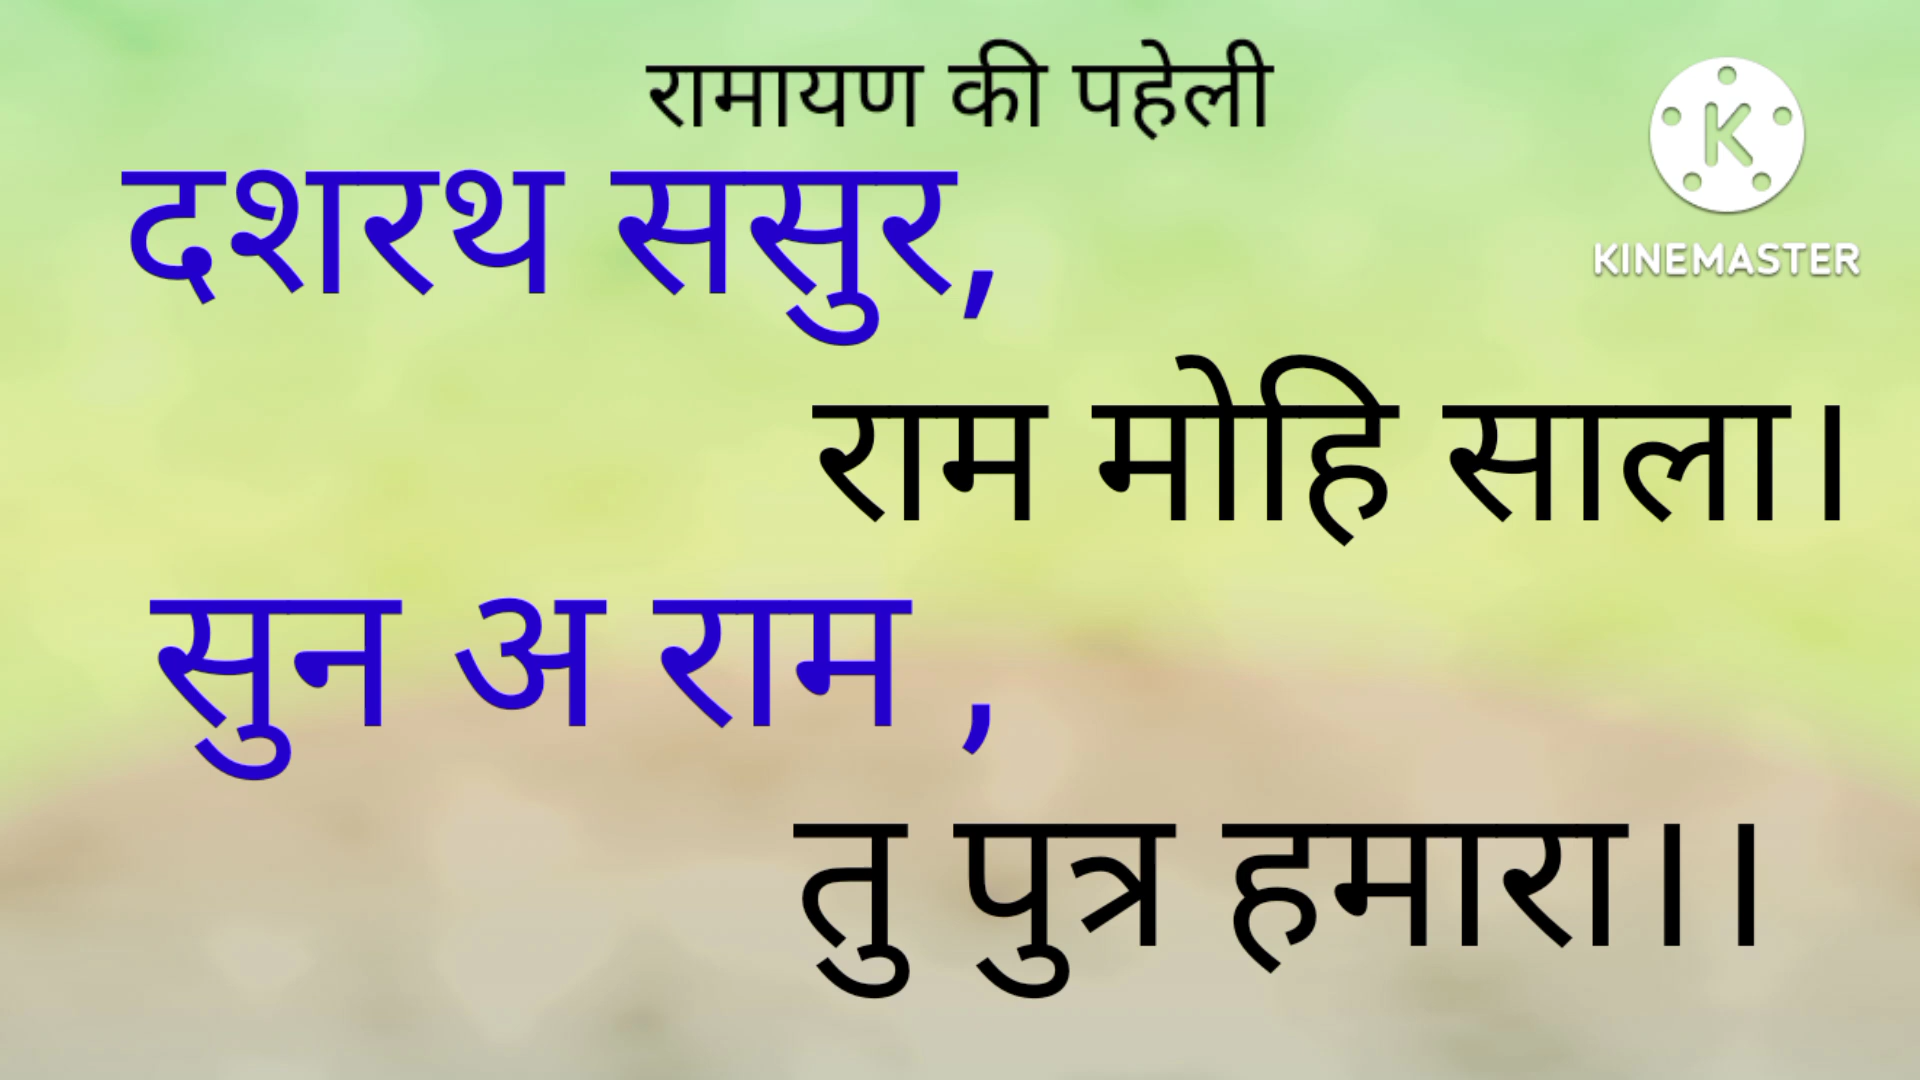 रामायण की पहेली
दशरथ ससुर,
राम मोहि साला।
सुन अ राम ,
तु पुत्र हमारा।।
K
KINEMASTER